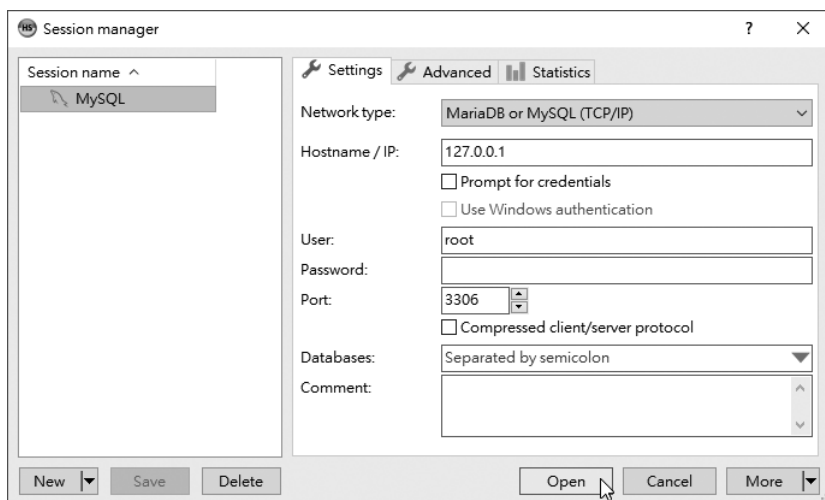 HS Session manager ? ×
Session name
MySQL
Settings Advanced Statistics
Network type: MariaDB or MySQL (TCP/IP)
Hostname / IP: 127.0.0.1
Prompt for credentials
Use Windows authentication
User: root
Password:
Port: 3306
Compressed client/server protocol
Databases: Separated by semicolon
Comment:
New Save Delete Open Cancel More